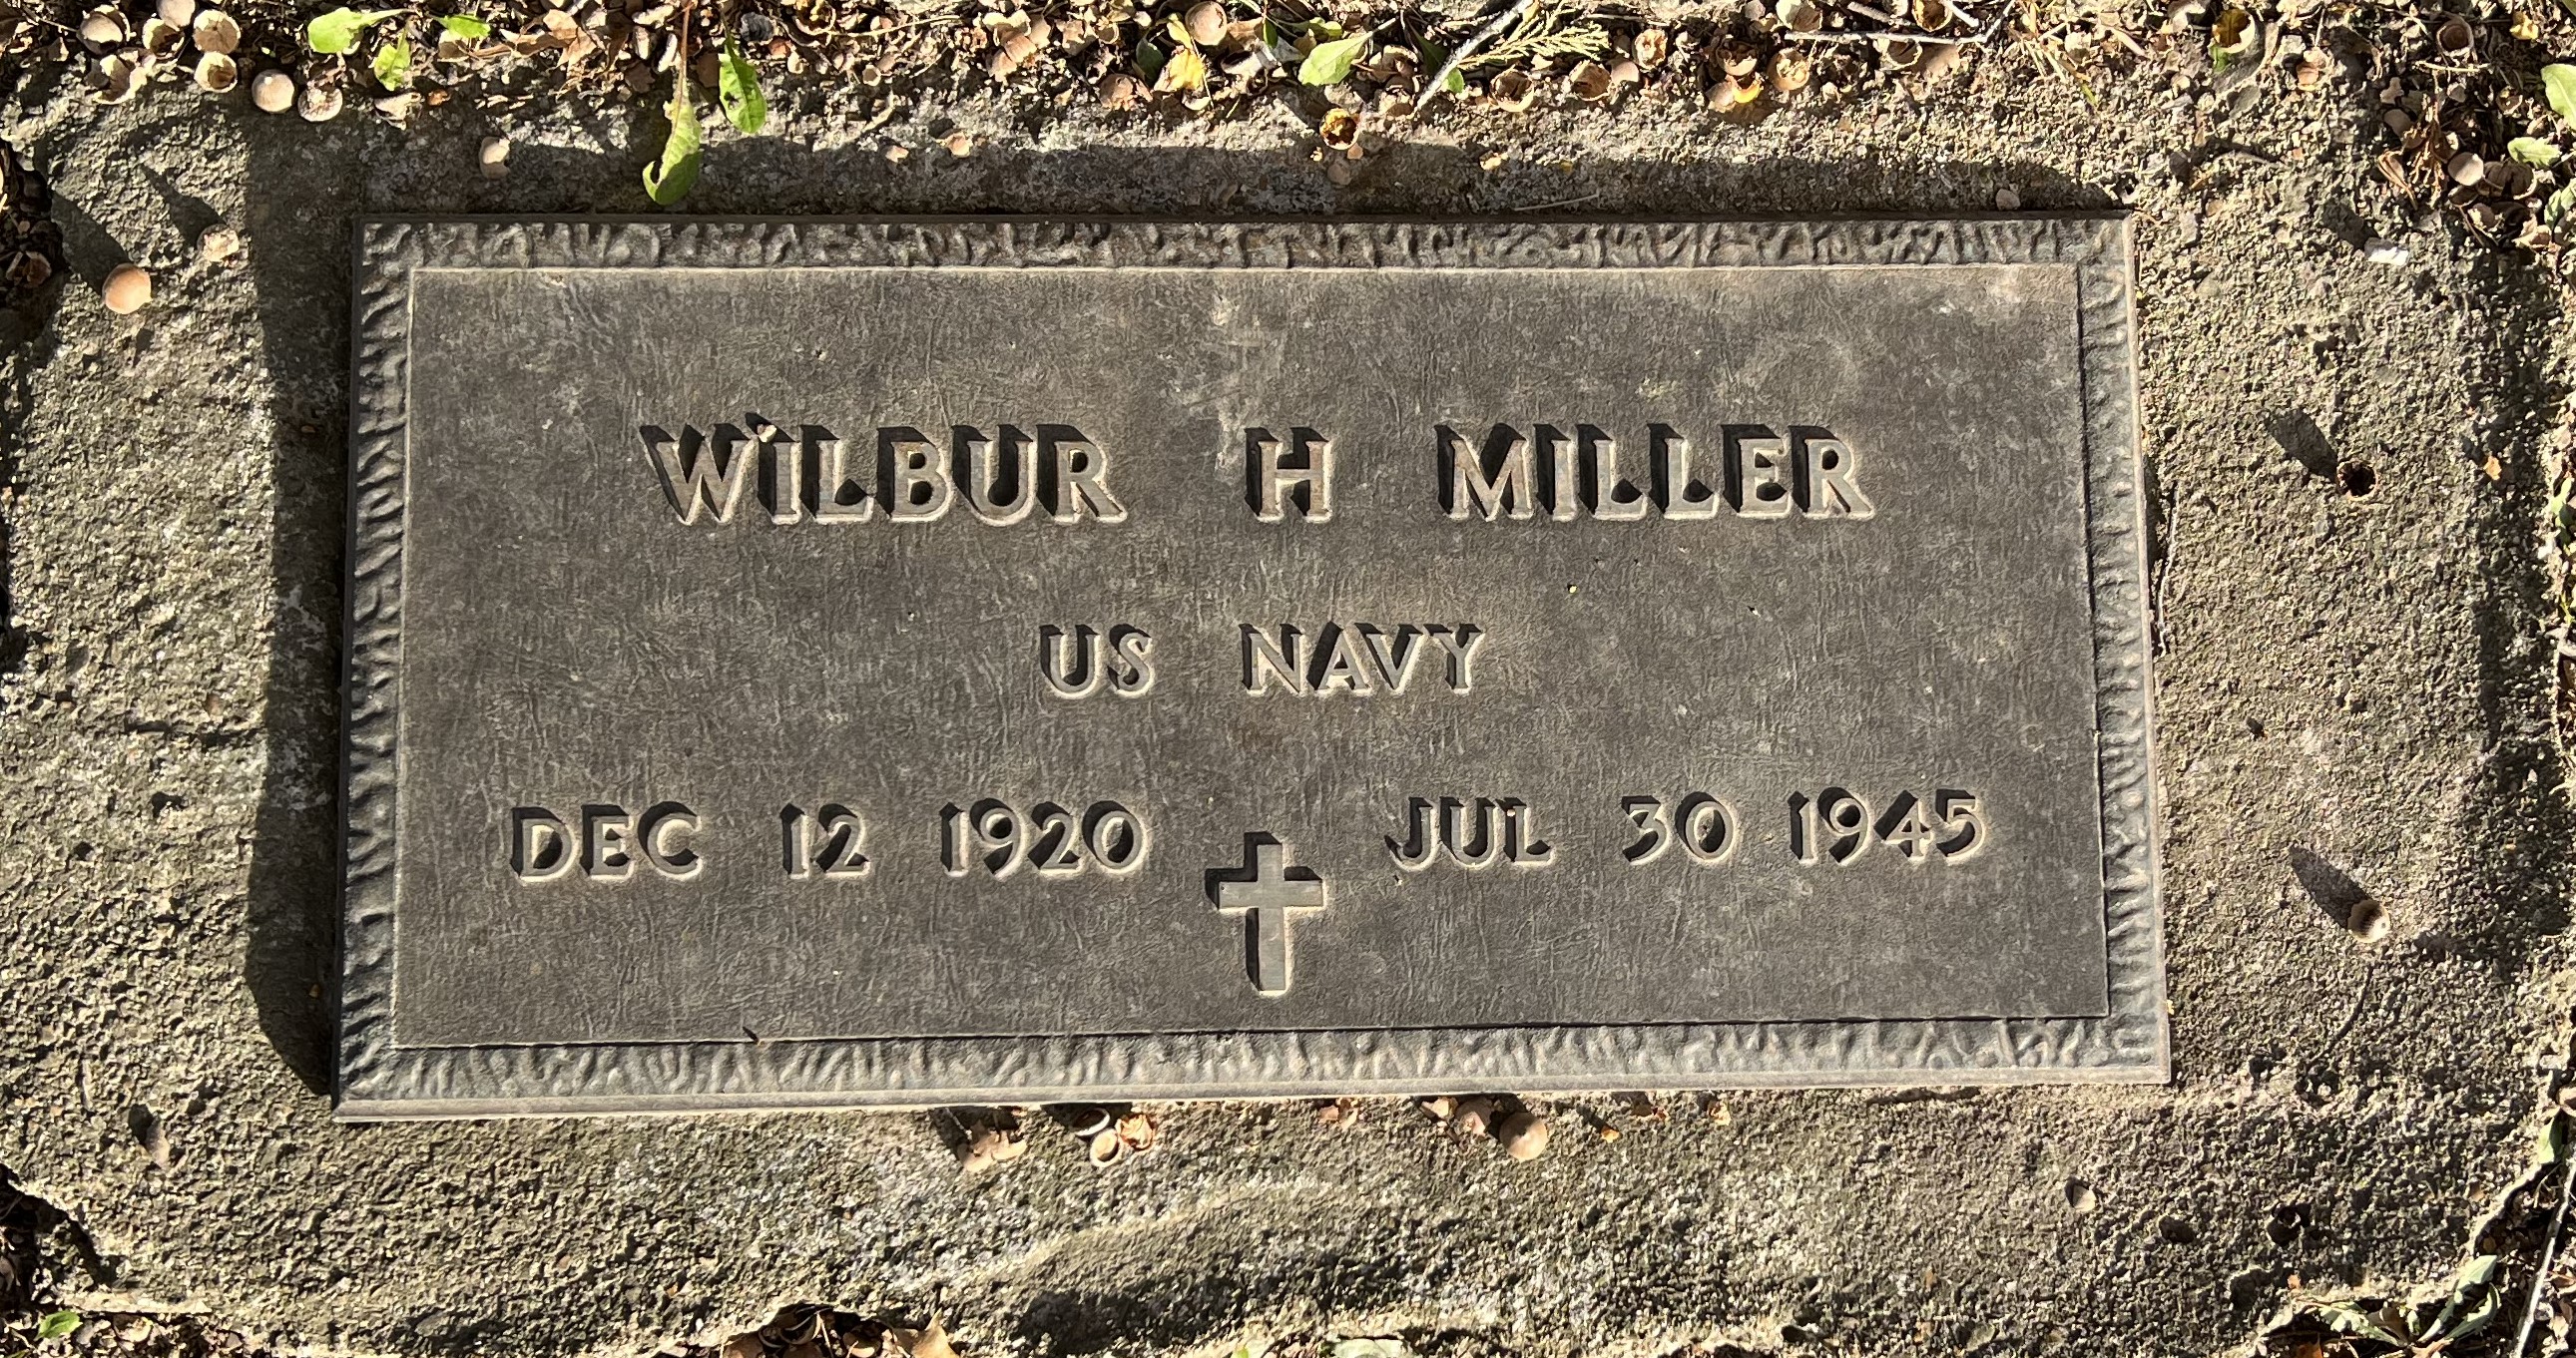 WILBUR H MILLER
US NAVY
DEC 12 1920 JUL 30 1945